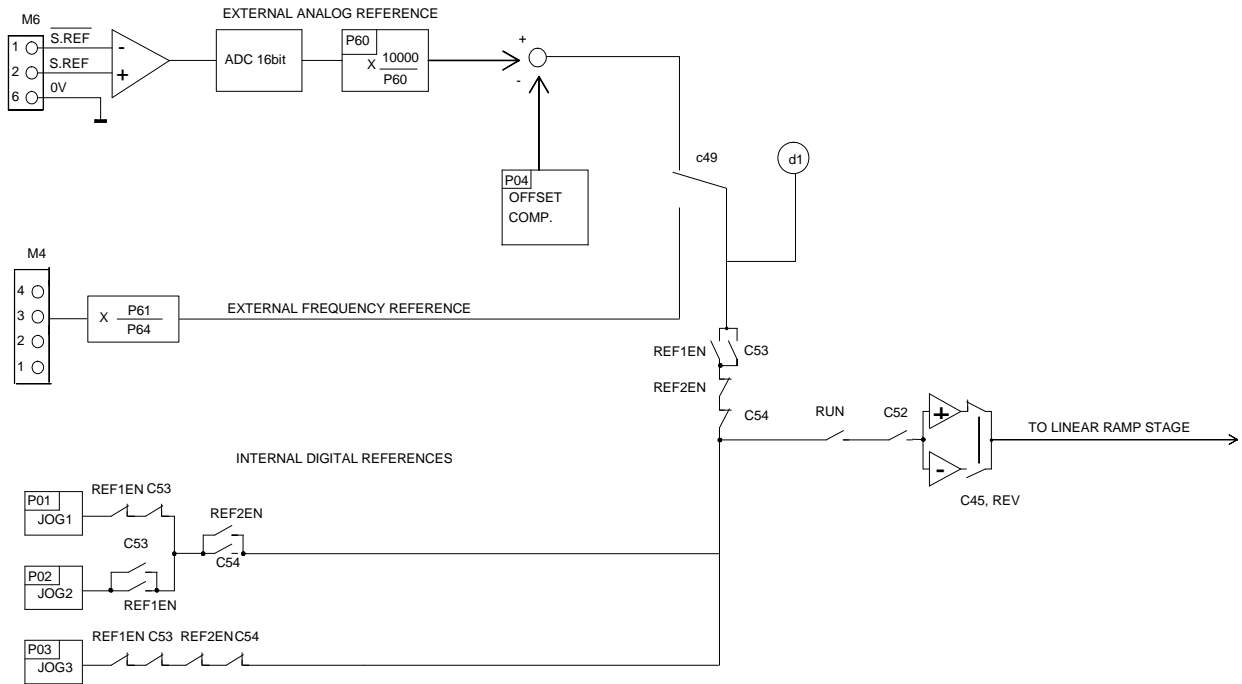 EXTERNAL ANALOG REFERENCE
M6
1 S.REF
2 S.REF
6 0V
-
+
ADC 16bit
P60
X 10000
P60
+
-
P04
OFFSET
COMP.
c49
d1
M4
4
3
2
1
X P61
P64
EXTERNAL FREQUENCY REFERENCE
REF1EN C53
REF2EN
C54
RUN
C52
+
-
C45, REV
TO LINEAR RAMP STAGE
INTERNAL DIGITAL REFERENCES
P01
JOG1
REF1EN C53
REF2EN
C54
P02
JOG2
C53
REF1EN
P03
JOG3
REF1EN C53 REF2EN C54